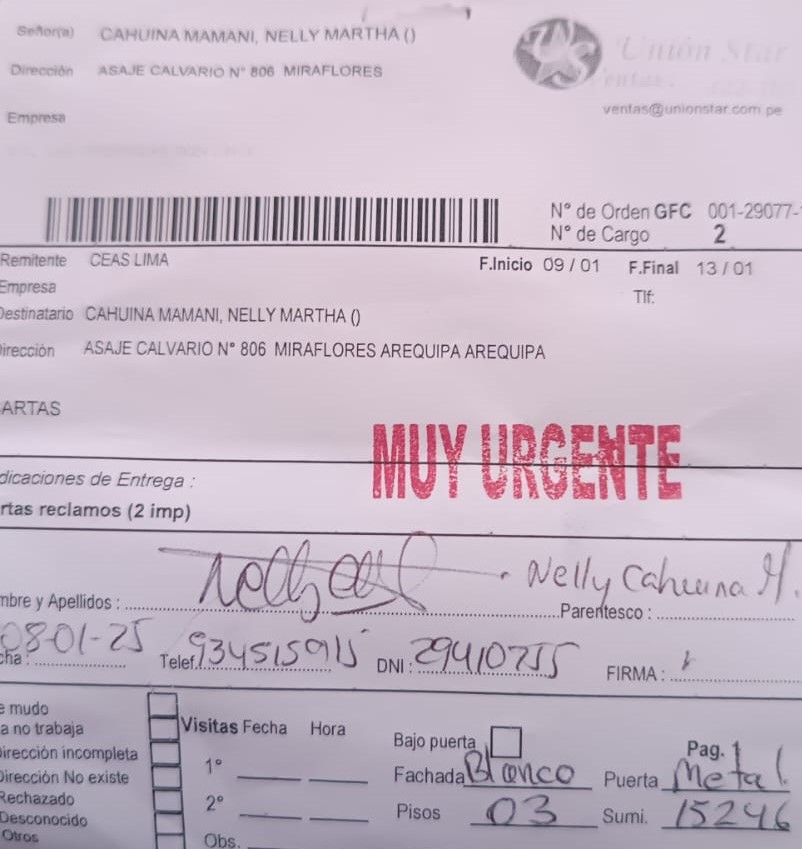 Señor(a) CAHUINA MAMANI, NELLY MARTHA ()
Dirección ASAJE CALVARIO N° 806 MIRAFLORES
Empresa
US Unión Star
Ventas:
ventas@unionstar.com.pe
N° de Orden GFC 001-29077-
N° de Cargo 2
Remitente CEAS LIMA
F.Inicio 09 / 01 F.Final 13 / 01
Empresa
Tlf:
Destinatario CAHUINA MAMANI, NELLY MARTHA ()
irección ASAJE CALVARIO N° 806 MIRAFLORES AREQUIPA AREQUIPA
ARTAS
MUY URGENTE
dicaciones de Entrega :
rtas reclamos (2 imp)
Nelly Cahuina M.
mbre y Apellidos : Parentesco :
08-01-25 934515915 29410755
cha : Telef. DNI : FIRMA :
e mudo
a no trabaja
irección incompleta
Dirección No existe
Rechazado
Desconocido
Otros
Visitas Fecha Hora
1°
2°
Obs.
Bajo puerta
Pag. 1
Fachada Blanco Puerta Metal
Pisos 03 Sumi. 15246